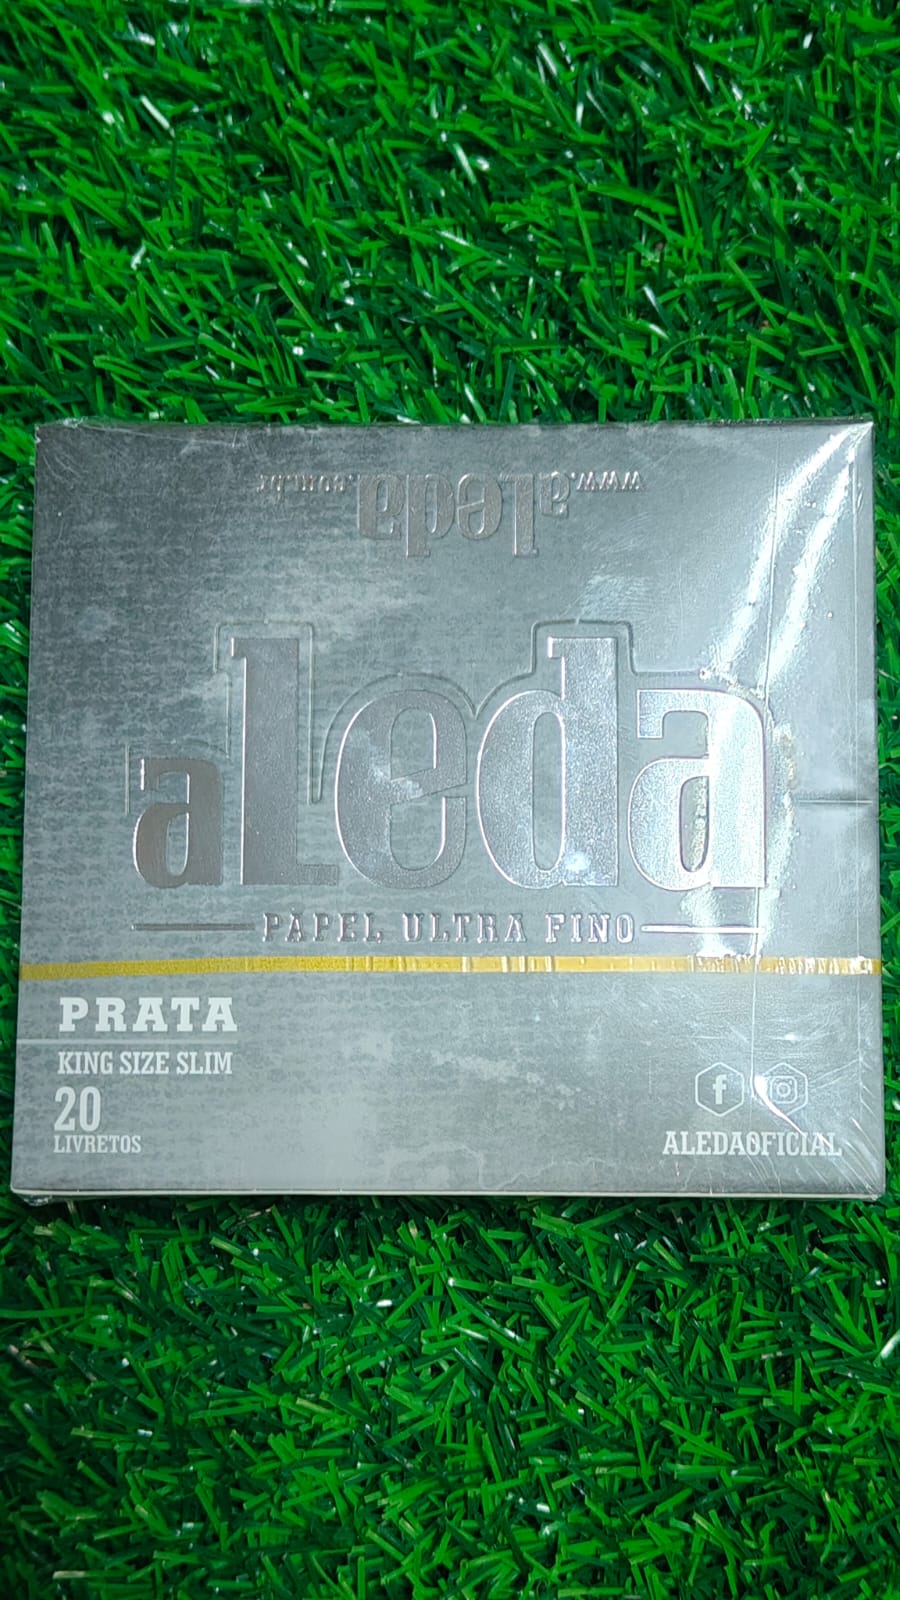 www.aleda.com.br
aLeda
PAPEL ULTRA FINO
PRATA
KING SIZE SLIM
20
LIVRETOS
f
ALEDAOFICIAL